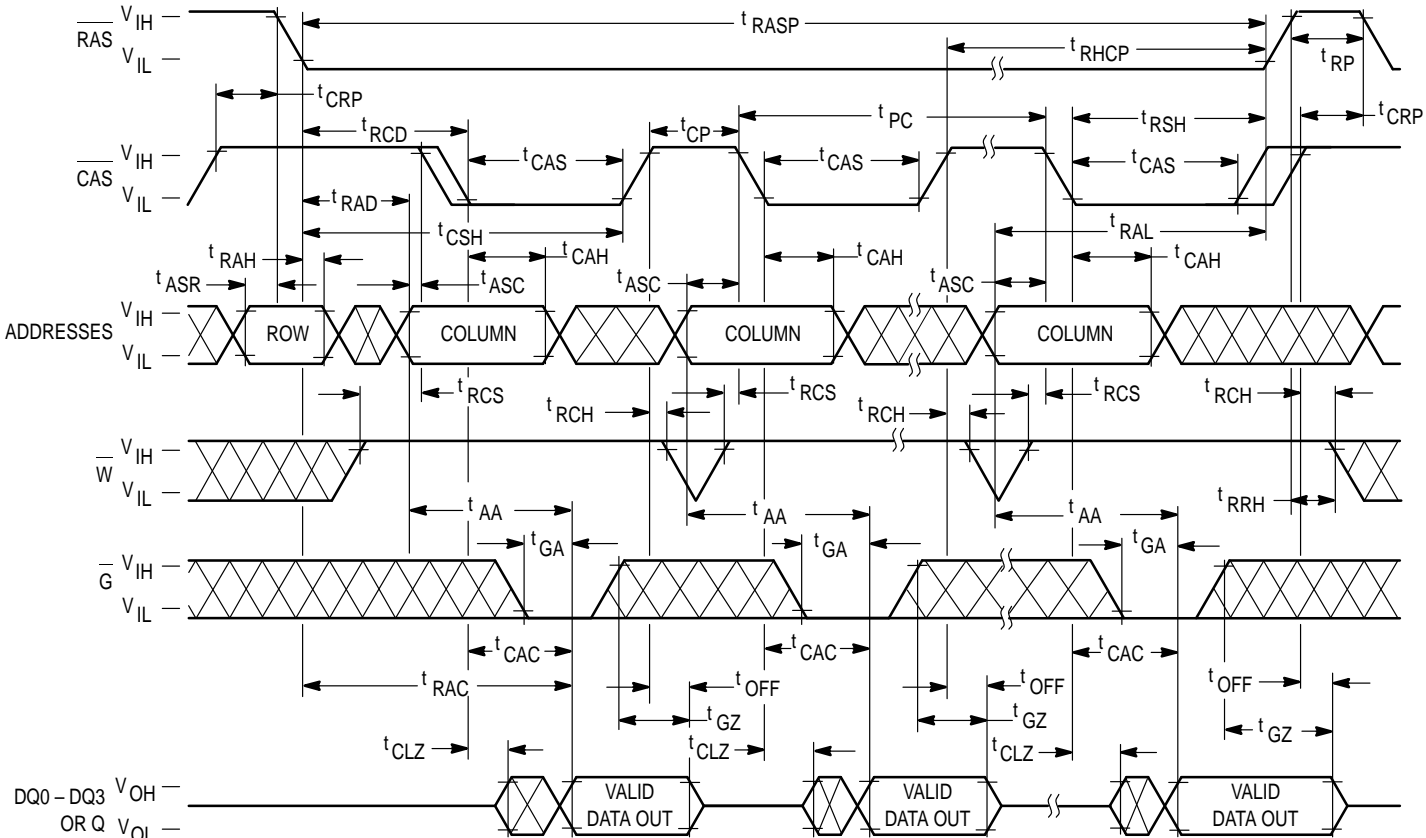 V IH
RAS
V IL
t RASP
t RHCP
t RP
t CRP
t CRP
t RCD
t CP
t PC
t RSH
V IH
CAS
V IL
t CAS
t CAS
t CAS
t RAD
t CSH
t RAL
t RAH
t CAH
t CAH
t CAH
t ASR
t ASC
t ASC
t ASC
ADDRESSES
V IH
V IL
ROW
COLUMN
COLUMN
COLUMN
t RCS
t RCH
t RCS
t RCH
t RCS
t RCH
V IH
W
V IL
t RRH
t AA
t AA
t AA
t GA
t GA
t GA
V IH
G
V IL
t CAC
t CAC
t CAC
t RAC
t OFF
t OFF
t OFF
t GZ
t GZ
t GZ
t CLZ
t CLZ
t CLZ
DQ0 – DQ3
OR Q
V OH
V OL
VALID
DATA OUT
VALID
DATA OUT
VALID
DATA OUT